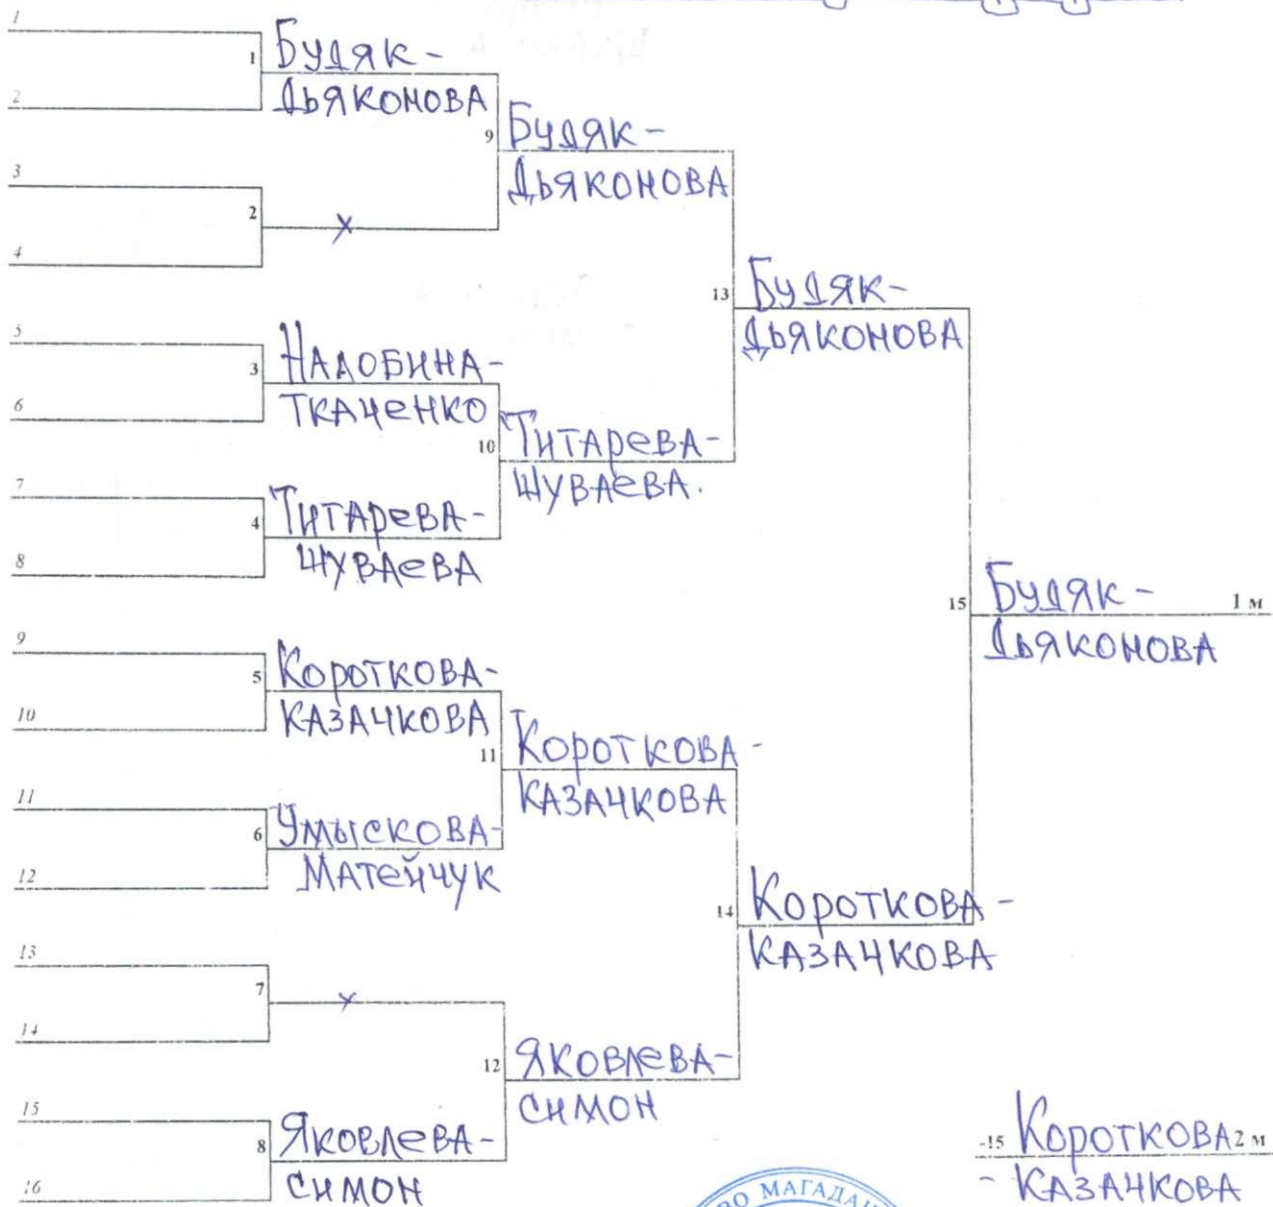 1
1 Будяк -
2
Дьяконова
9 Будяк -
Дьяконова
3
2 х
4
13 Будяк -
Дьяконова
5
3 Надобина -
6
Ткаченко
10 Титарева -
Шуваева.
7
4 Титарева -
8
Шуваева
15 Будяк - 1 м
Дьяконова
9
5 Короткова -
10
Казачкова
11 Короткова -
Казачкова
11
6 Умыскова -
12
Матейчук
14 Короткова -
Казачкова
13
7 х
14
12 Яковлева -
Симон
15
8 Яковлева -
16
Симон
-15 Короткова 2 м
- Казачкова